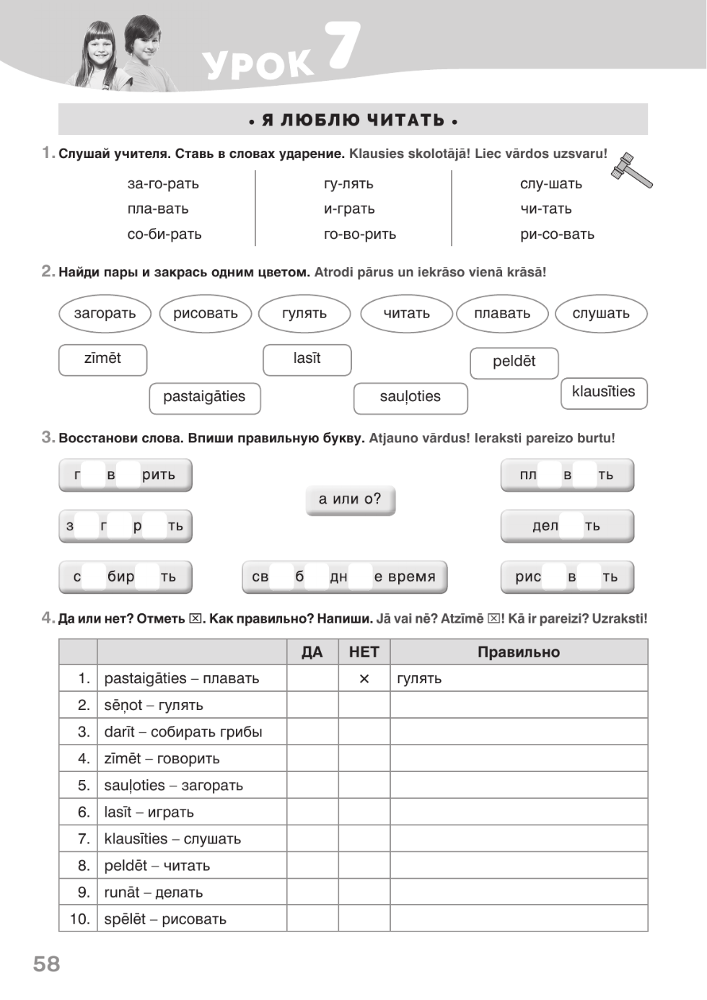 УРОК 7
• Я ЛЮБЛЮ ЧИТАТЬ •
1. Слушай учителя. Ставь в словах ударение. Klausies skolotājā! Liec vārdos uzsvaru!
за-го-рать гу-лять слу-шать
пла-вать и-грать чи-тать
со-би-рать го-во-рить ри-со-вать
2. Найди пары и закрась одним цветом. Atrodi pārus un iekrāso vienā krāsā!
загорать рисовать гулять читать плавать слушать
zīmēt lasīt peldēt
pastaigāties sauļoties klausīties
3. Восстанови слова. Впиши правильную букву. Atjauno vārdus! Ieraksti pareizo burtu!
г в рить пл в ть
а или о?
з г р ть дел ть
с бир ть св б дн е время рис в ть
4. Да или нет? Отметь ☒. Как правильно? Напиши. Jā vai nē? Atzīmē ☒! Kā ir pareizi? Uzraksti!
ДА НЕТ Правильно
1. pastaigāties – плавать × гулять
2. sēņot – гулять
3. darīt – собирать грибы
4. zīmēt – говорить
5. sauļoties – загорать
6. lasīt – играть
7. klausīties – слушать
8. peldēt – читать
9. runāt – делать
10. spēlēt – рисовать
58